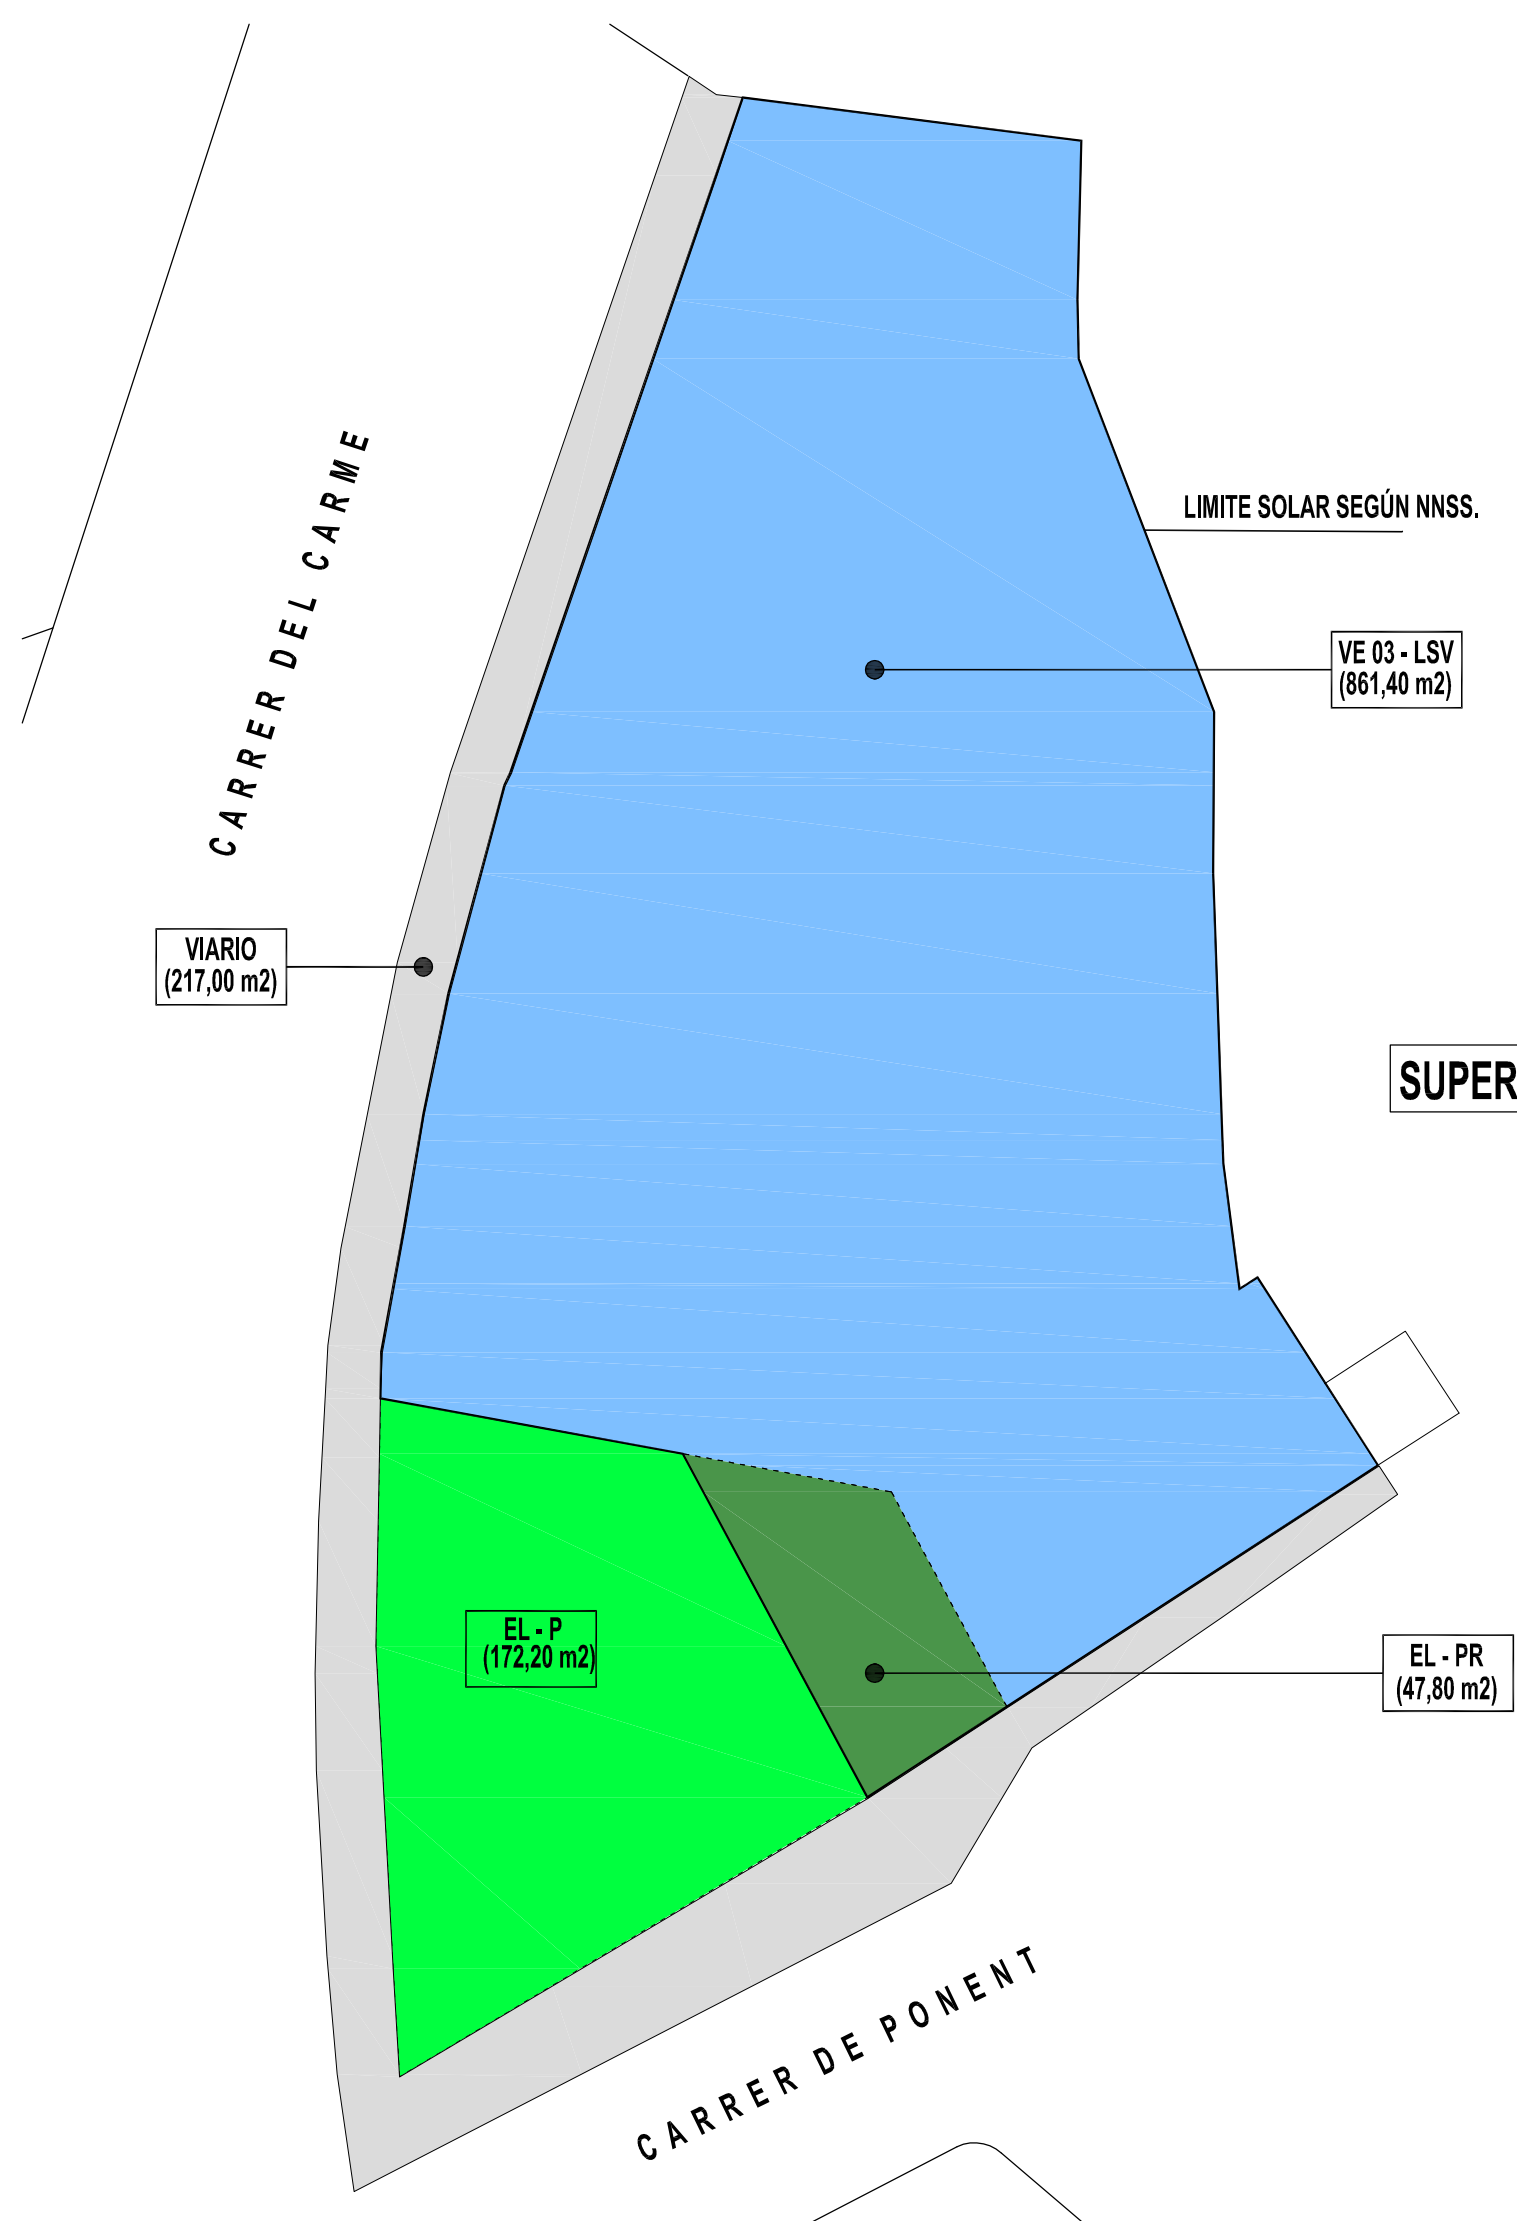 CARRER DEL CARME
LIMITE SOLAR SEGÚN NNSS.
VE 03 - LSV
(861,40 m2)
VIARIO
(217,00 m2)
SUPER
EL - P
(172,20 m2)
EL - PR
(47,80 m2)
CARRER DE PONENT